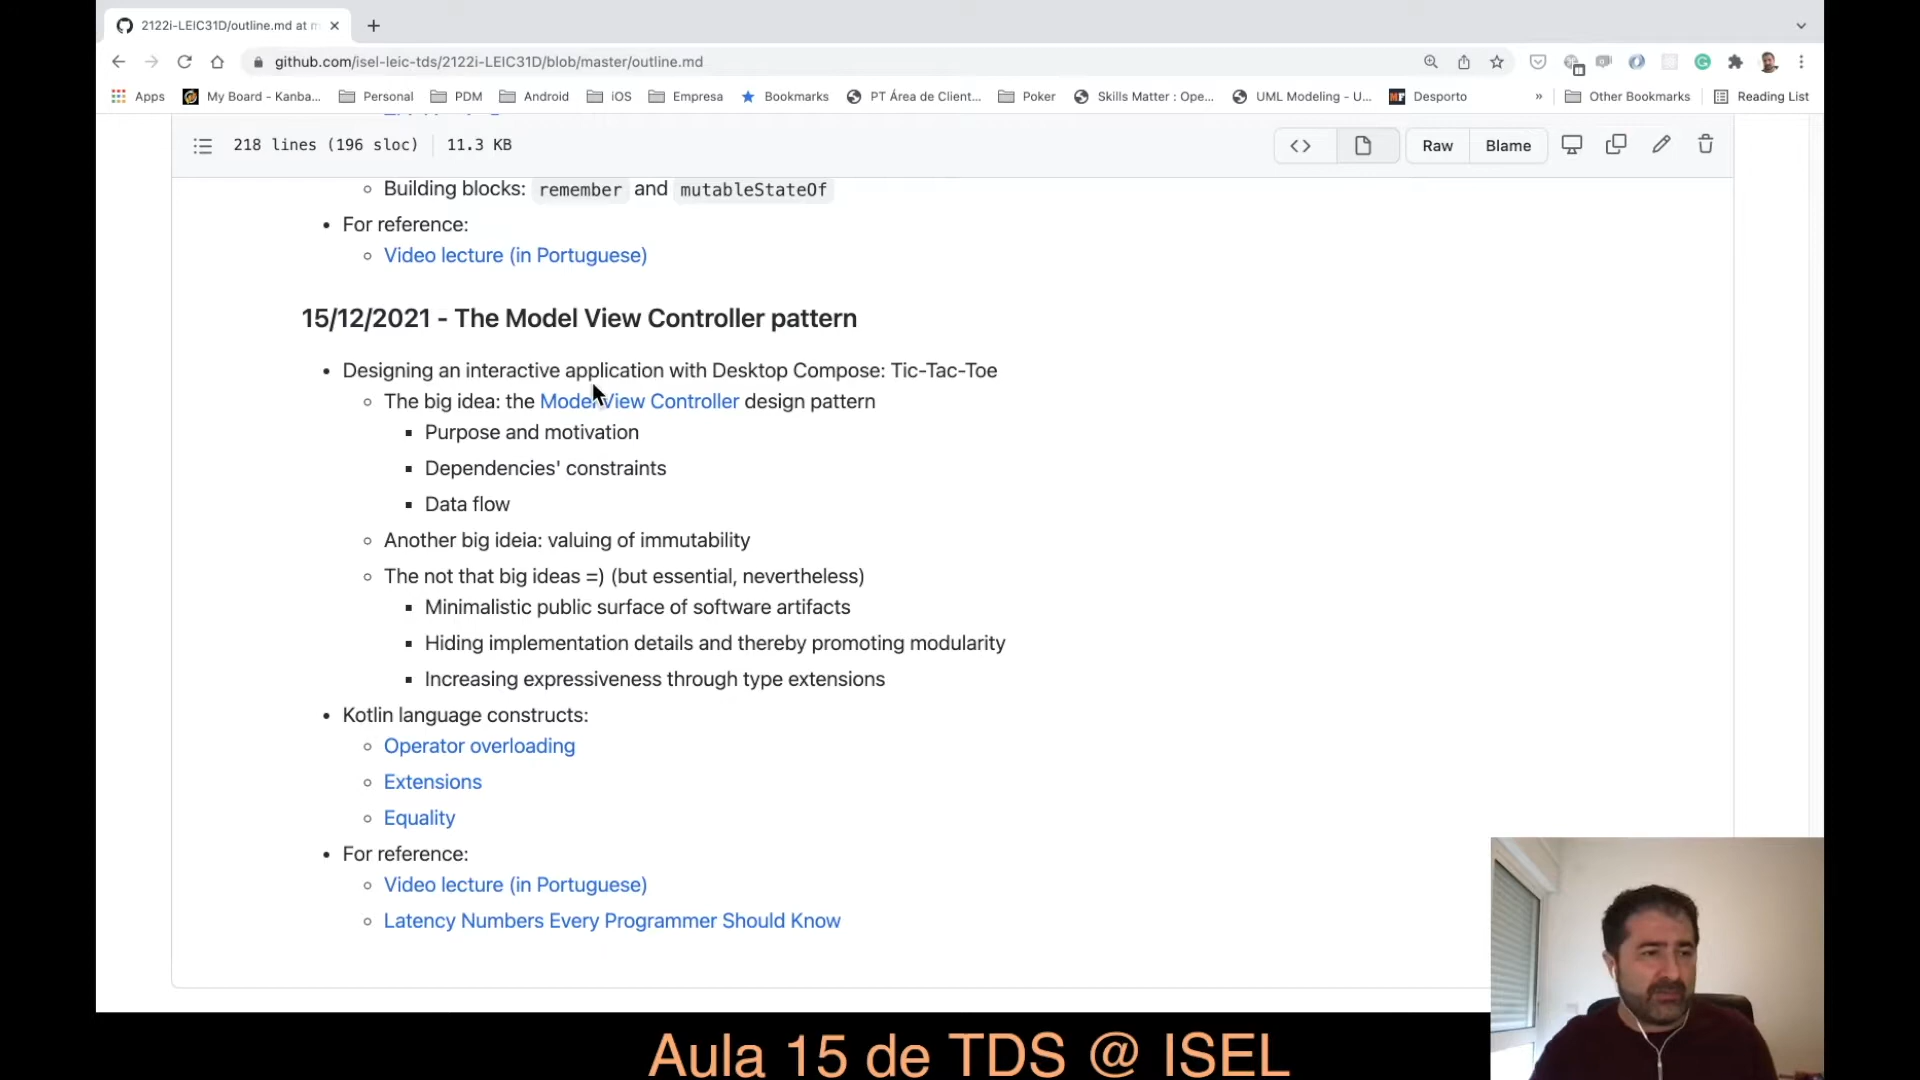 2122i-LEIC31D/outline.md at m
github.com/isel-leic-tds/2122i-LEIC31D/blob/master/outline.md
Apps My Board - Kanba... Personal PDM Android iOS Empresa Bookmarks PT Área de Client... Poker Skills Matter : Ope... UML Modeling - U... Desporto » Other Bookmarks Reading List
218 lines (196 sloc) 11.3 KB Raw Blame
Building blocks: remember and mutableStateOf
For reference:
Video lecture (in Portuguese)
15/12/2021 - The Model View Controller pattern
Designing an interactive application with Desktop Compose: Tic-Tac-Toe
The big idea: the Model View Controller design pattern
Purpose and motivation
Dependencies' constraints
Data flow
Another big ideia: valuing of immutability
The not that big ideas =) (but essential, nevertheless)
Minimalistic public surface of software artifacts
Hiding implementation details and thereby promoting modularity
Increasing expressiveness through type extensions
Kotlin language constructs:
Operator overloading
Extensions
Equality
For reference:
Video lecture (in Portuguese)
Latency Numbers Every Programmer Should Know
Aula 15 de TDS @ ISEL